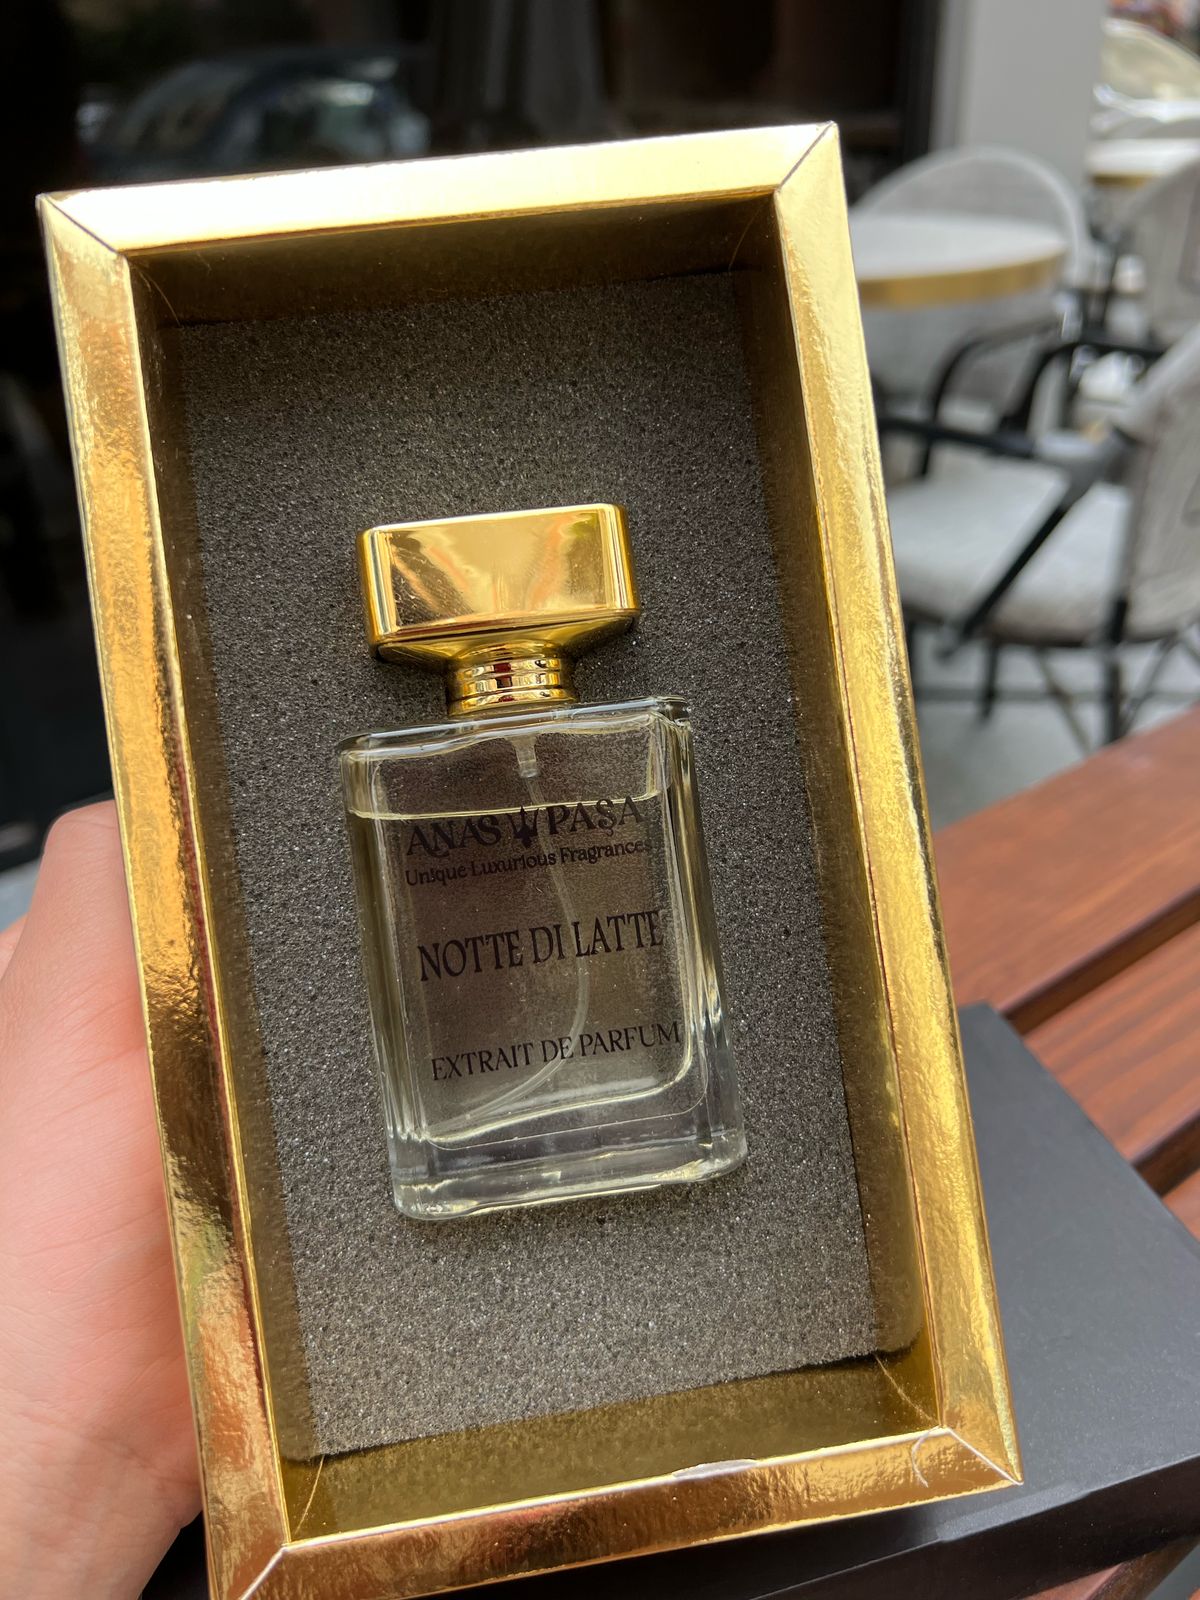 ANAS PAŞA
Unique Luxurious Fragrances
NOTTE DI LATTE
EXTRAIT DE PARFUM